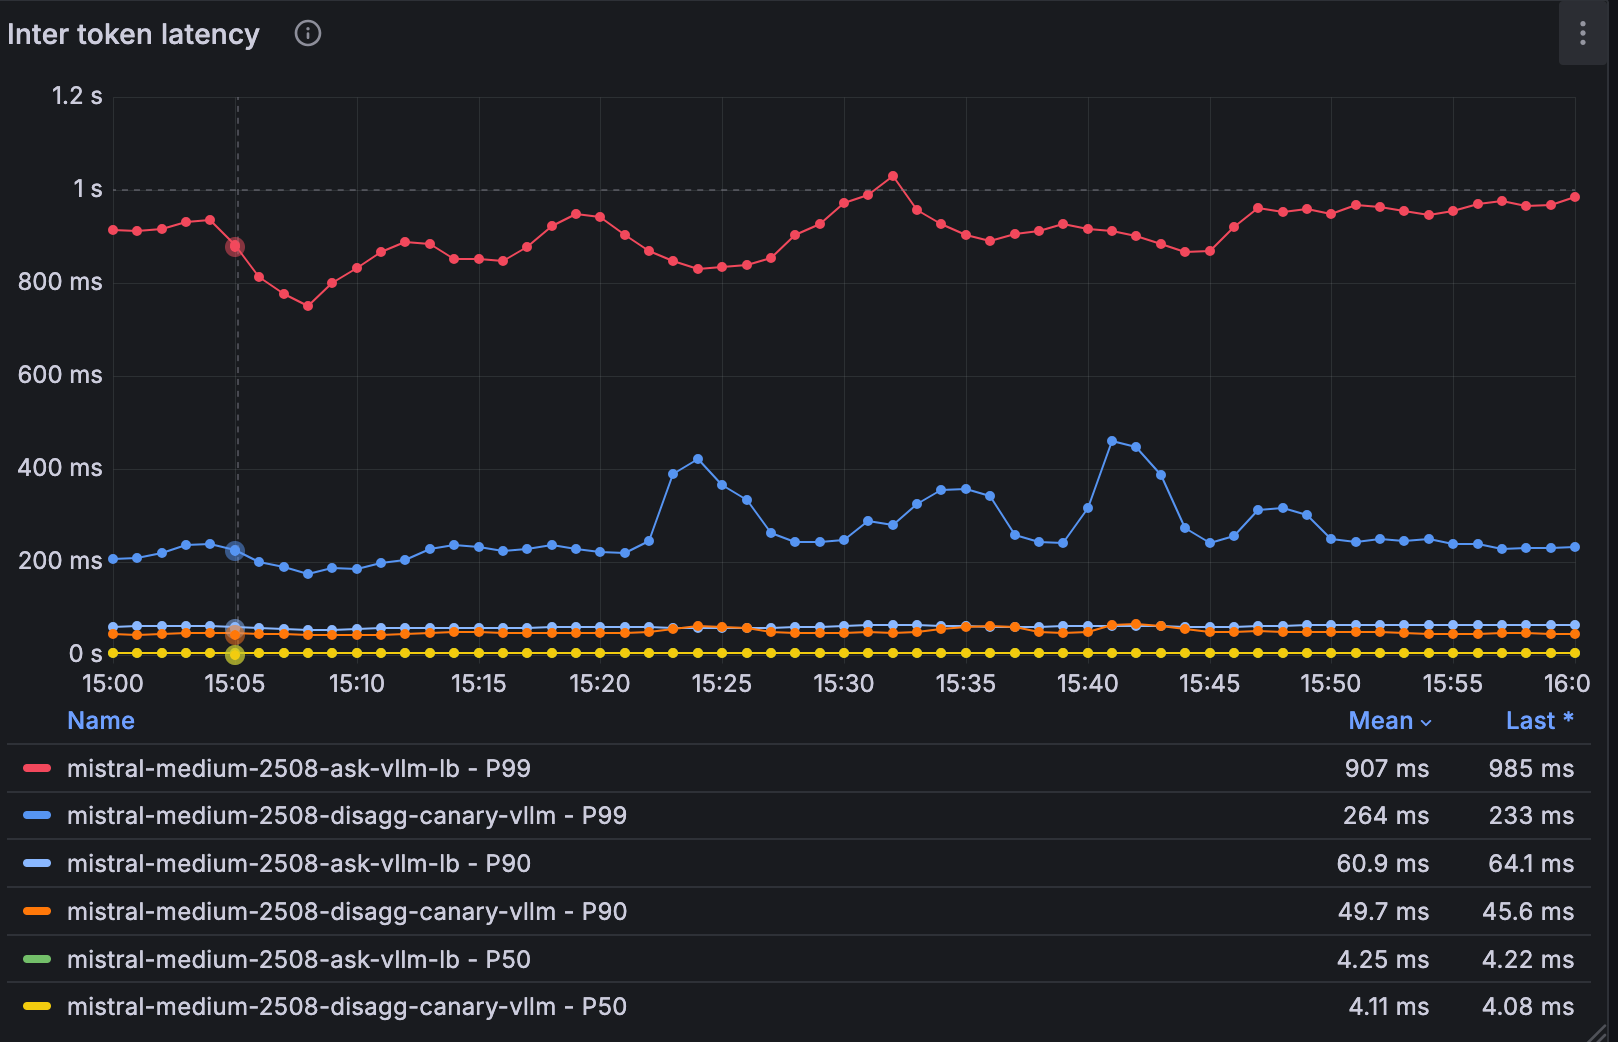 Inter token latency
1.2 s
1 s
800 ms
600 ms
400 ms
200 ms
0 s
15:00 15:05 15:10 15:15 15:20 15:25 15:30 15:35 15:40 15:45 15:50 15:55 16:0
Name Mean Last *
mistral-medium-2508-ask-vllm-lb - P99 907 ms 985 ms
mistral-medium-2508-disagg-canary-vllm - P99 264 ms 233 ms
mistral-medium-2508-ask-vllm-lb - P90 60.9 ms 64.1 ms
mistral-medium-2508-disagg-canary-vllm - P90 49.7 ms 45.6 ms
mistral-medium-2508-ask-vllm-lb - P50 4.25 ms 4.22 ms
mistral-medium-2508-disagg-canary-vllm - P50 4.11 ms 4.08 ms